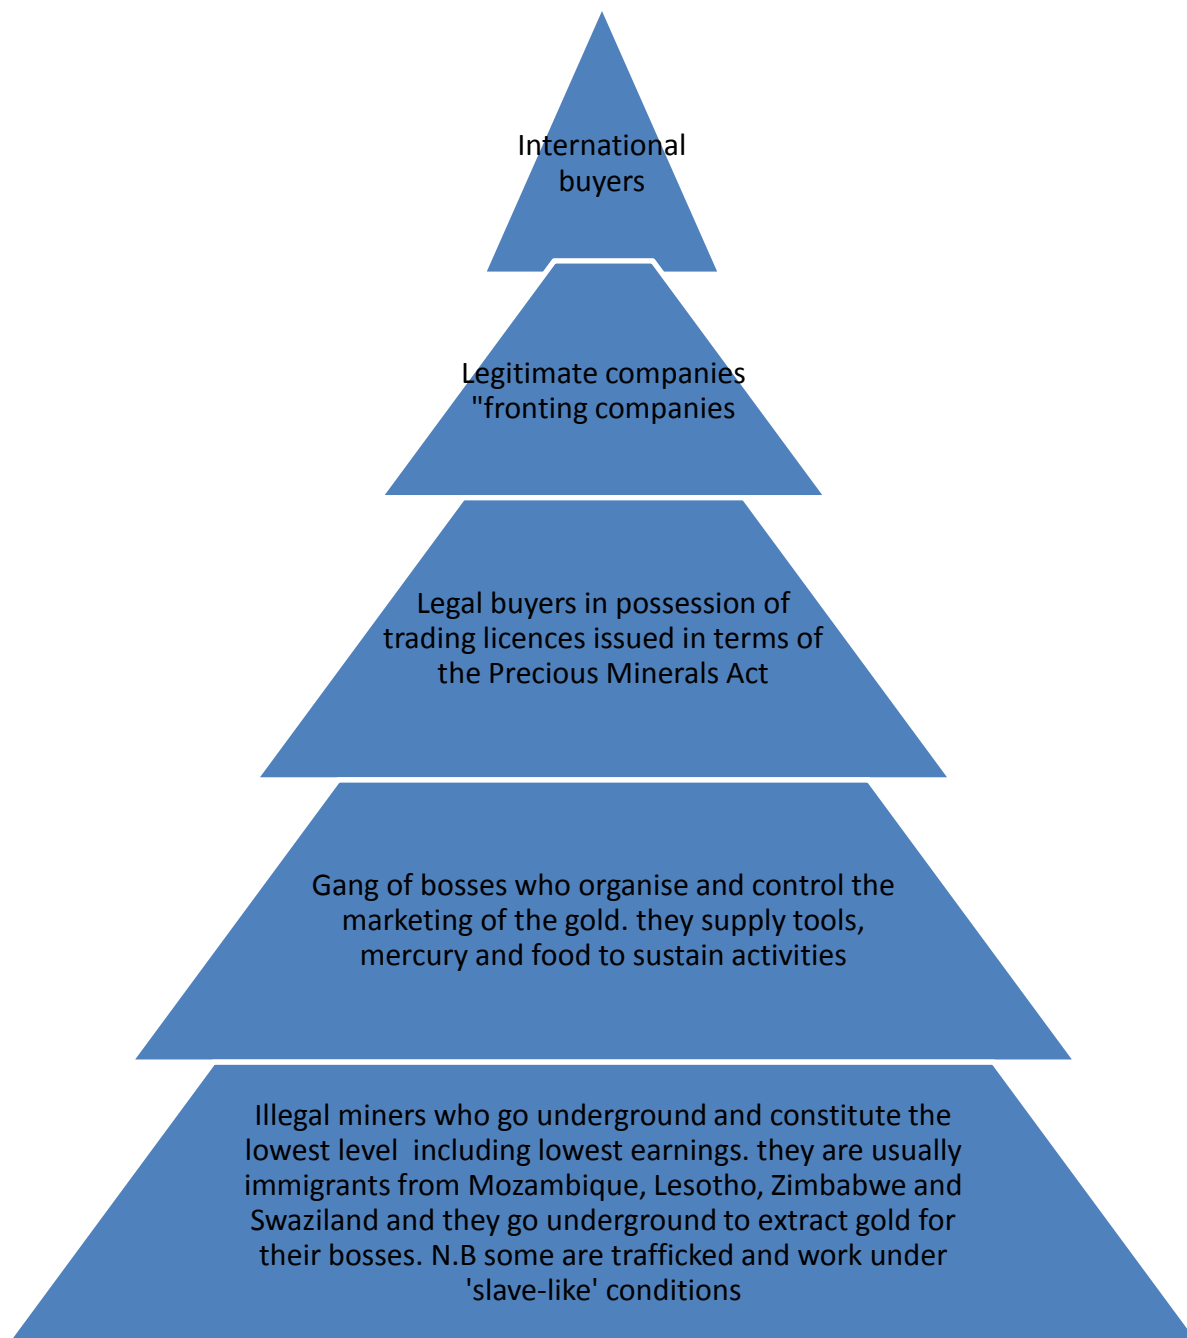 International
buyers
Legitimate companies
"fronting companies
Legal buyers in possession of
trading licences issued in terms of
the Precious Minerals Act
Gang of bosses who organise and control the
marketing of the gold. they supply tools,
mercury and food to sustain activities
Illegal miners who go underground and constitute the
lowest level  including lowest earnings. they are usually
immigrants from Mozambique, Lesotho, Zimbabwe and
Swaziland and they go underground to extract gold for
their bosses. N.B some are trafficked and work under
'slave-like' conditions